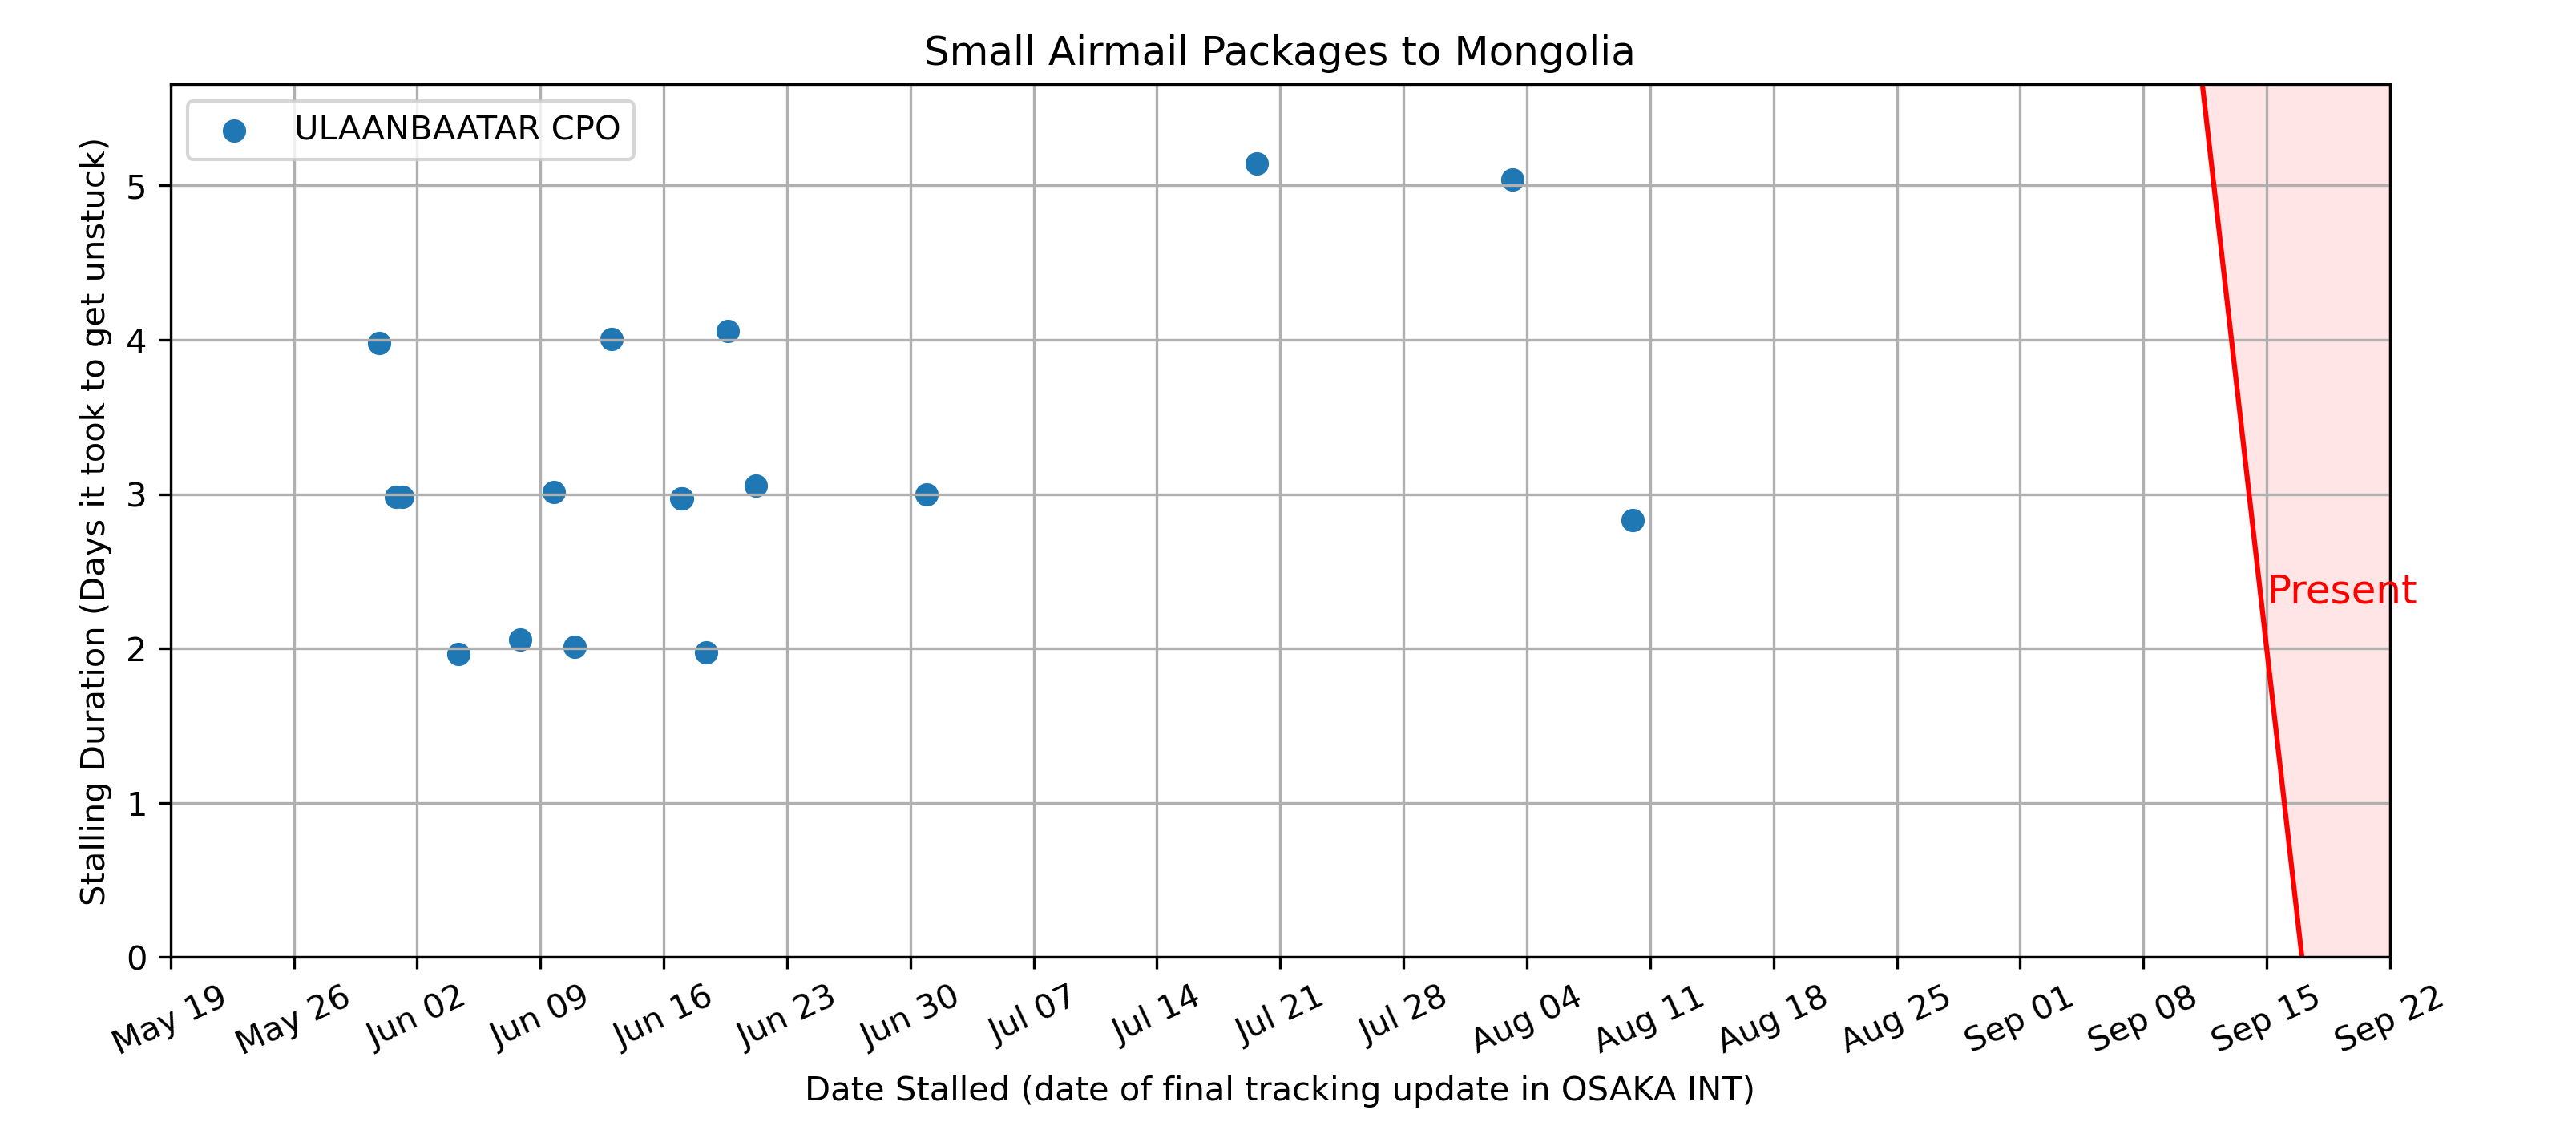 Small Airmail Packages to Mongolia
ULAANBAATAR CPO
Stalling Duration (Days it took to get unstuck)
5
4
3
2
1
0
Present
May 19
May 26
Jun 02
Jun 09
Jun 16
Jun 23
Jun 30
Jul 07
Jul 14
Jul 21
Jul 28
Aug 04
Aug 11
Aug 18
Aug 25
Sep 01
Sep 08
Sep 15
Sep 22
Date Stalled (date of final tracking update in OSAKA INT)